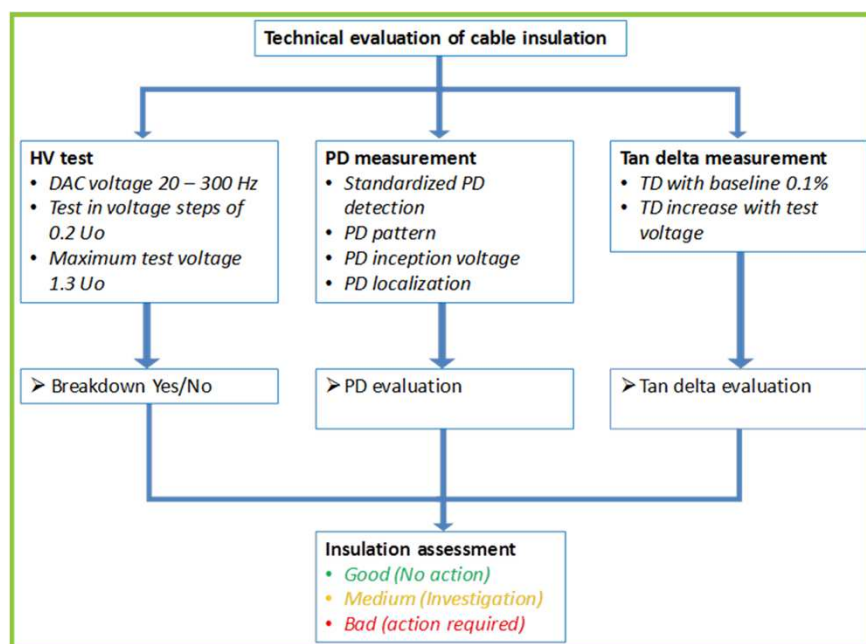 Technical evaluation of cable insulation
HV test
• DAC voltage 20 – 300 Hz
• Test in voltage steps of
0.2 Uo
• Maximum test voltage
1.3 Uo
PD measurement
• Standardized PD
detection
• PD pattern
• PD inception voltage
• PD localization
Tan delta measurement
• TD with baseline 0.1%
• TD increase with test
voltage
➢ Breakdown Yes/No
➢ PD evaluation
➢ Tan delta evaluation
Insulation assessment
• Good (No action)
• Medium (Investigation)
• Bad (action required)